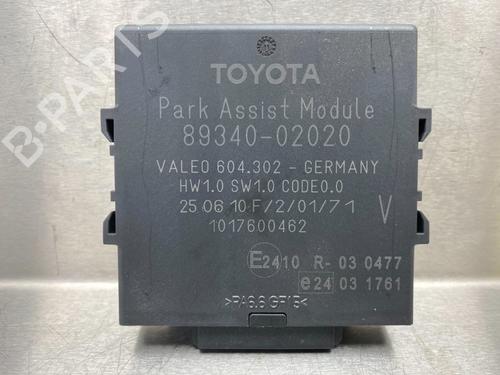 TOYOTA
Park Assist Module
89340-02020
VALEO 604.302 - GERMANY
HW1.0 SW1.0 CODE0.0
25 06 10 F/2/01/71 V
1017600462
E2410 R- 03 0477
e24 03 1761
>PA6.6 GF15<
B-PARTS